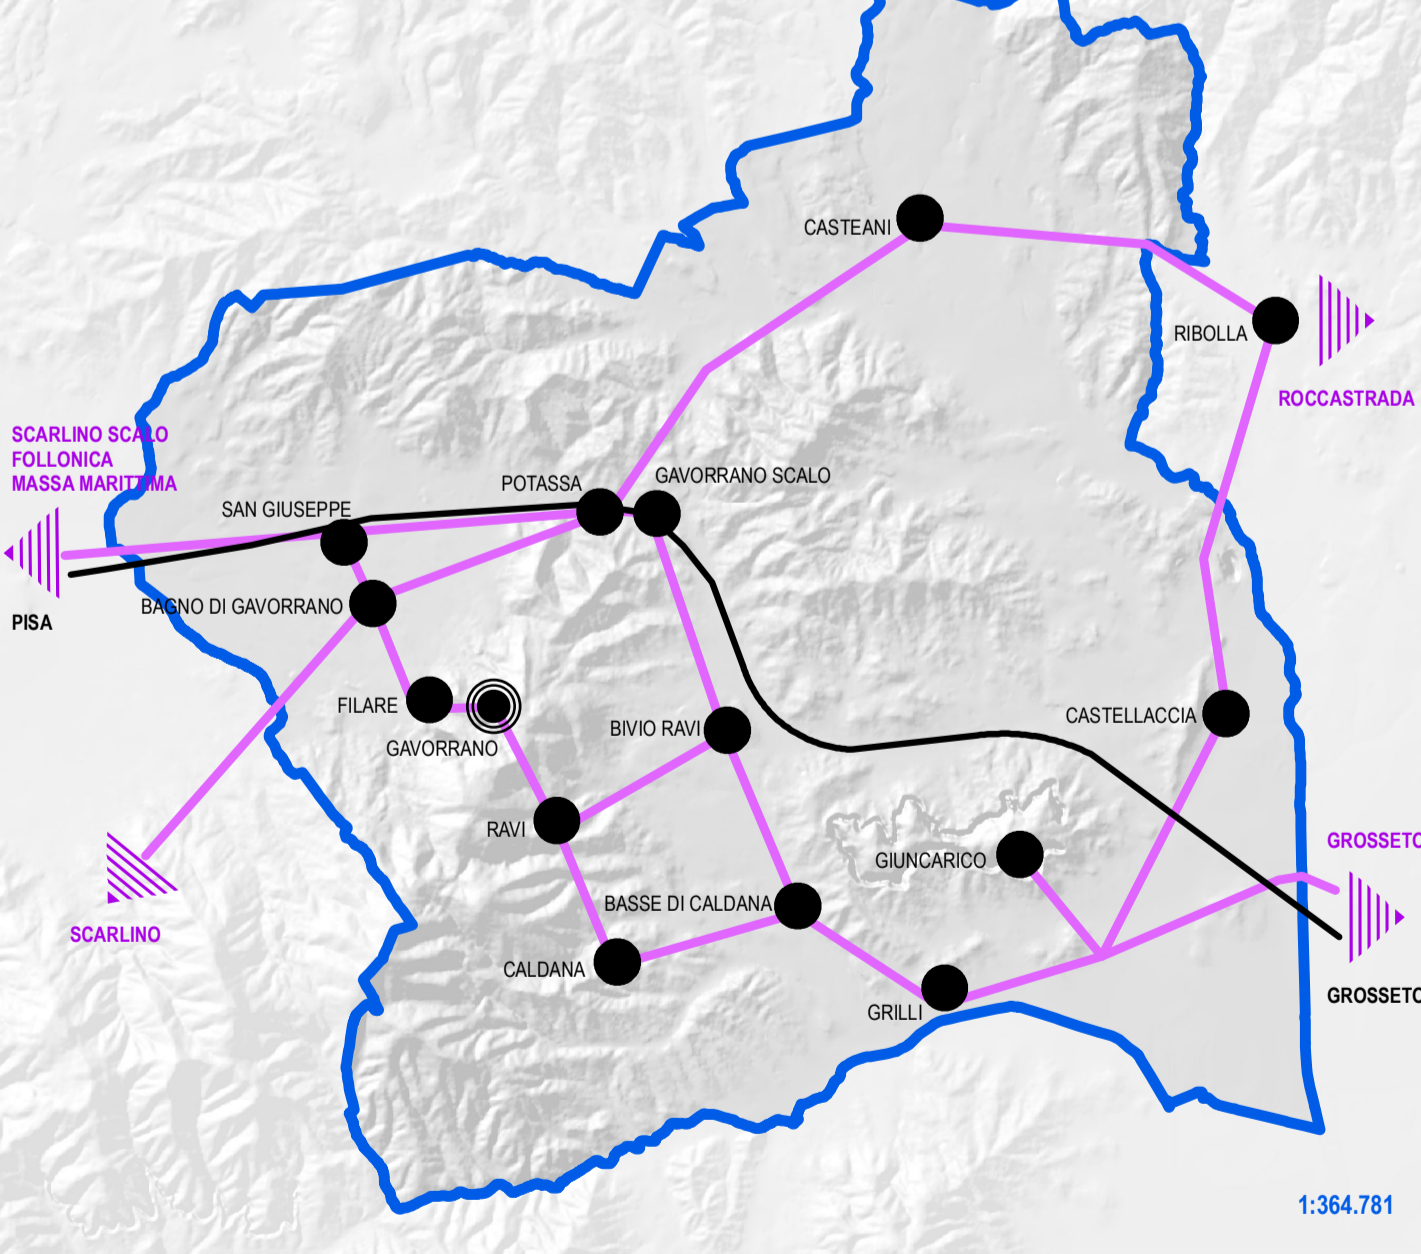 CASTEANI
RIBOLLA
ROCCASTRADA
SCARLINO SCALO
FOLLONICA
MASSA MARITTIMA
POTASSA
GAVORRANO SCALO
SAN GIUSEPPE
BAGNO DI GAVORRANO
PISA
FILARE
GAVORRANO
BIVIO RAVI
CASTELLACCIA
RAVI
GIUNCARICO
GROSSETO
BASSE DI CALDANA
SCARLINO
CALDANA
GRILLI
GROSSETO
1:364.781